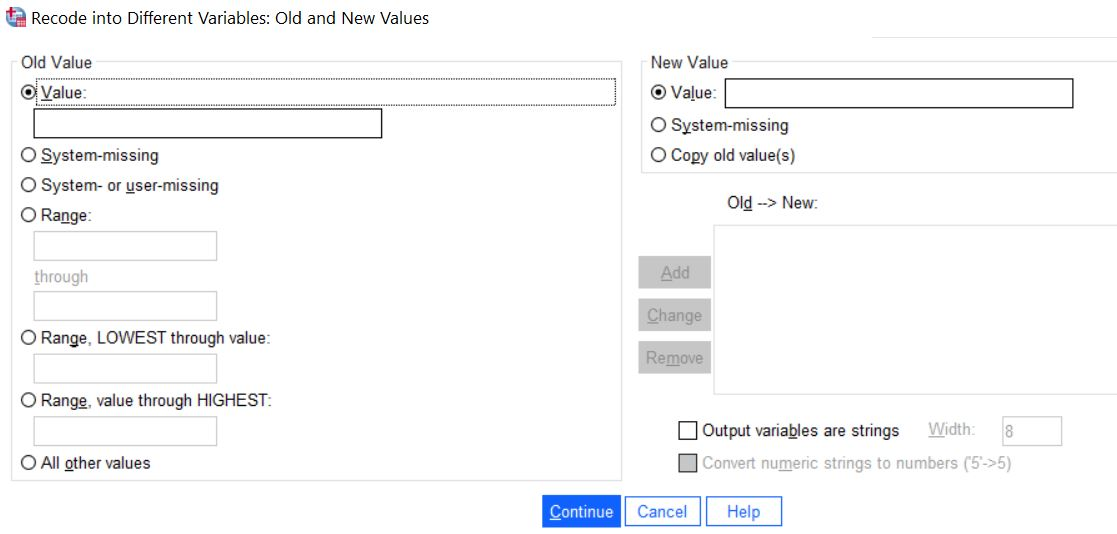 Recode into Different Variables: Old and New Values
Old Value
Value:
System-missing
System- or user-missing
Range:
through
Range, LOWEST through value:
Range, value through HIGHEST:
All other values
New Value
Value:
System-missing
Copy old value(s)
Old --> New:
Add
Change
Remove
Output variables are strings Width: 8
Convert numeric strings to numbers ('5'->5)
Continue Cancel Help